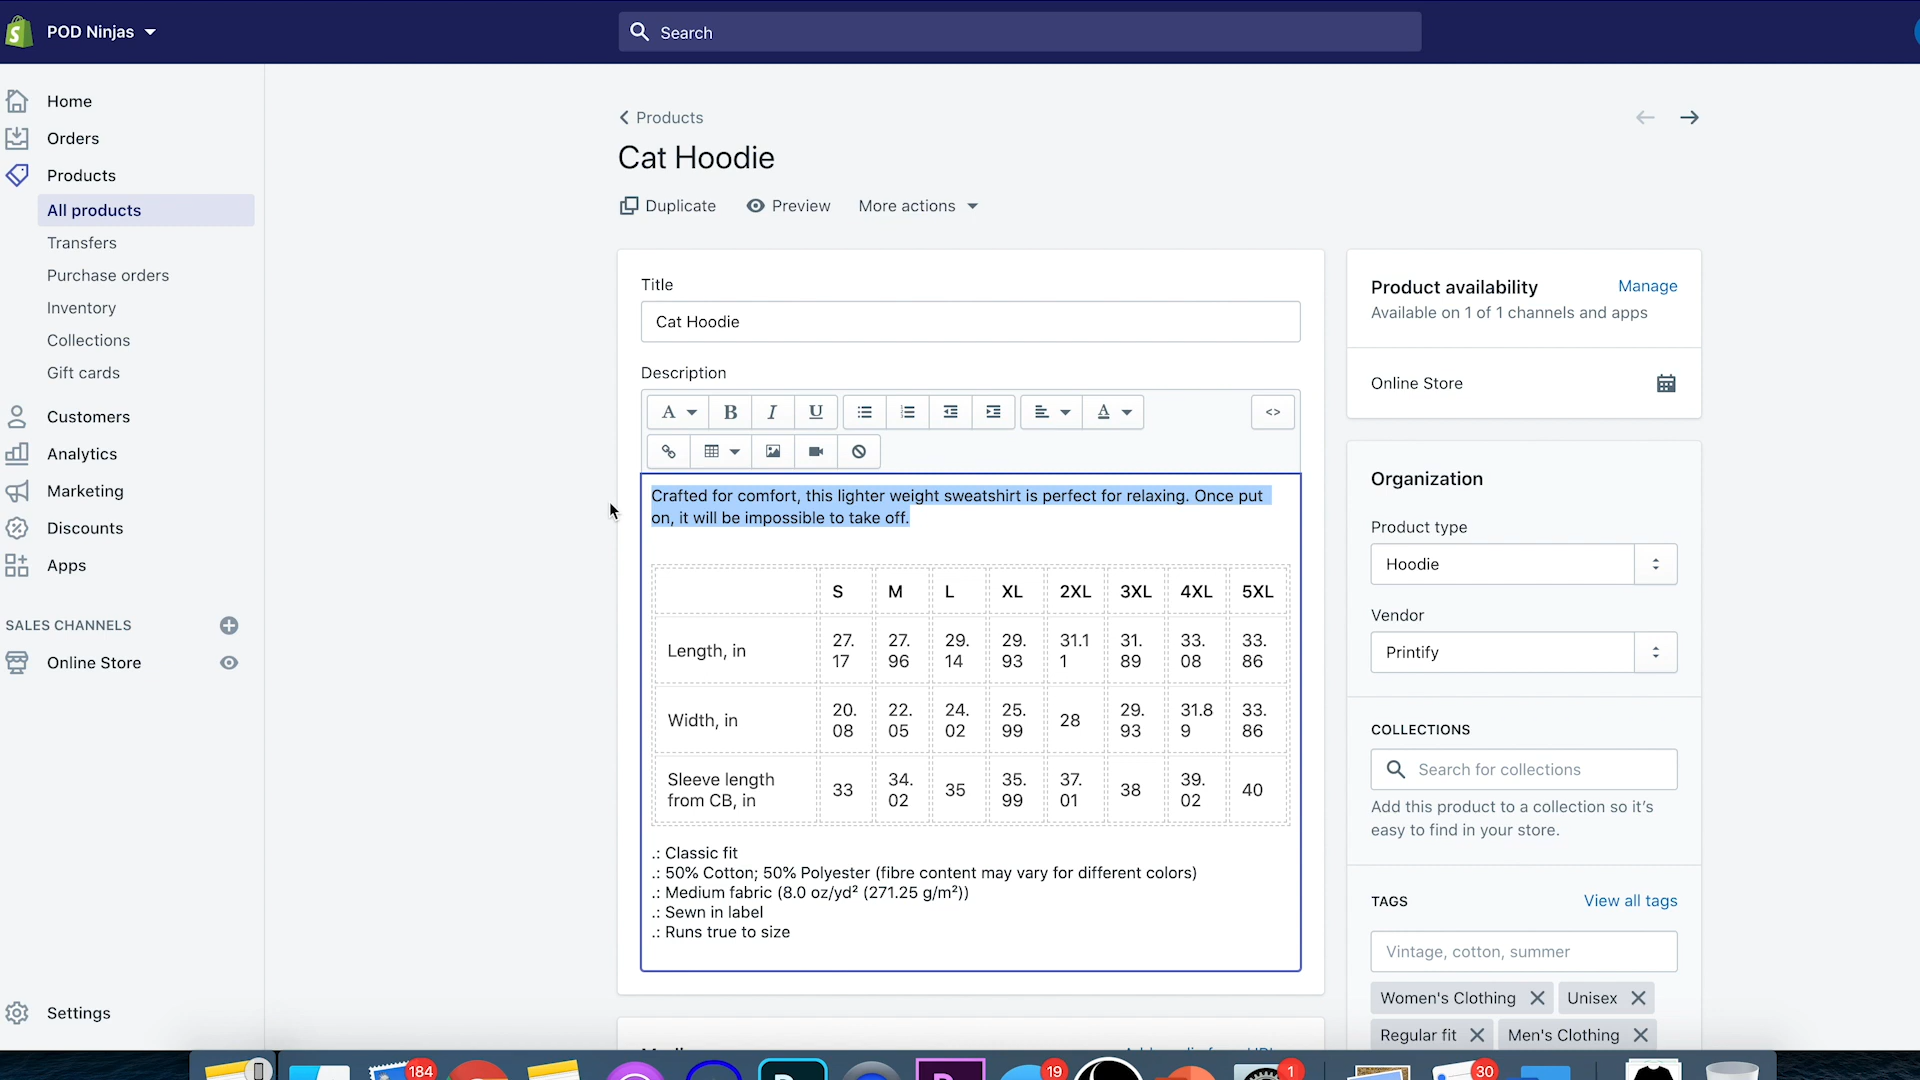 POD Ninjas
Search
Home
Orders
Products
All products
Transfers
Purchase orders
Inventory
Collections
Gift cards
Customers
Analytics
Marketing
Discounts
Apps
SALES CHANNELS
Online Store
Settings
Products
Cat Hoodie
Duplicate Preview More actions
Title
Cat Hoodie
Description
A B I U A <>
Crafted for comfort, this lighter weight sweatshirt is perfect for relaxing. Once put
on, it will be impossible to take off.
S M L XL 2XL 3XL 4XL 5XL
Length, in 27.17 27.96 29.14 29.93 31.11 31.89 33.08 33.86
Width, in 20.08 22.05 24.02 25.99 28 29.93 31.89 33.86
Sleeve length
from CB, in 33 34.02 35 35.99 37.01 38 39.02 40
.: Classic fit
.: 50% Cotton; 50% Polyester (fibre content may vary for different colors)
.: Medium fabric (8.0 oz/yd² (271.25 g/m²))
.: Sewn in label
.: Runs true to size
Product availability Manage
Available on 1 of 1 channels and apps
Online Store
Organization
Product type
Hoodie
Vendor
Printify
COLLECTIONS
Search for collections
Add this product to a collection so it's
easy to find in your store.
TAGS View all tags
Vintage, cotton, summer
Women's Clothing Unisex
Regular fit Men's Clothing
184 19 1 30